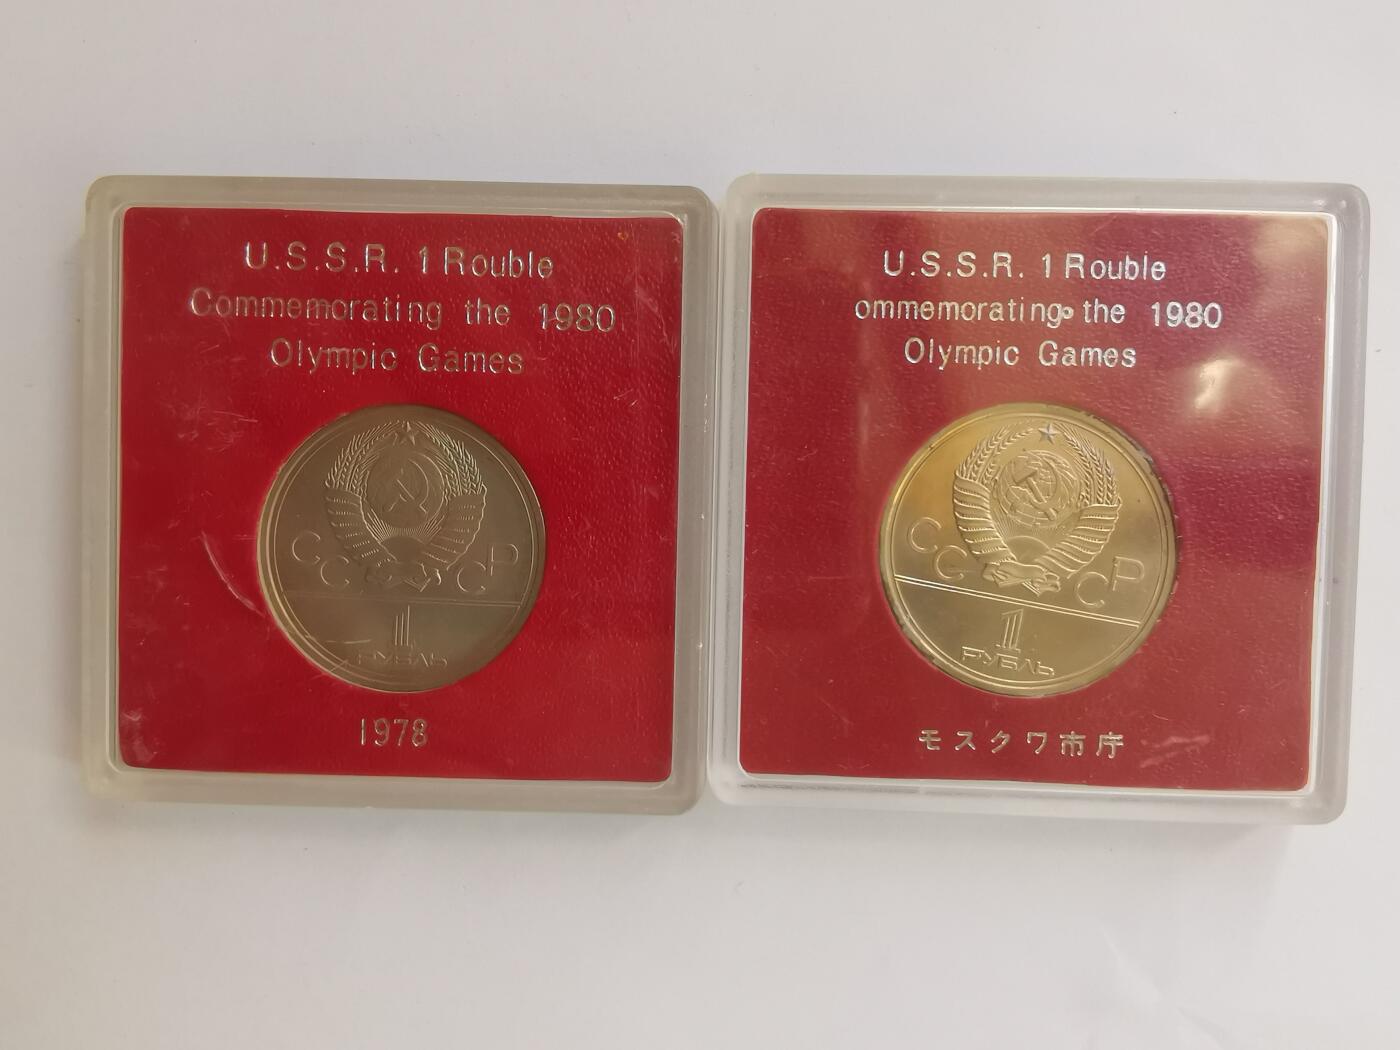 U.S.S.R. 1 Rouble
Commemorating the 1980
Olympic Games
СССР
1
РУБЛЬ
1978
U.S.S.R. 1 Rouble
ommemorating the 1980
Olympic Games
СССР
1
РУБЛЬ
モスクワ市庁